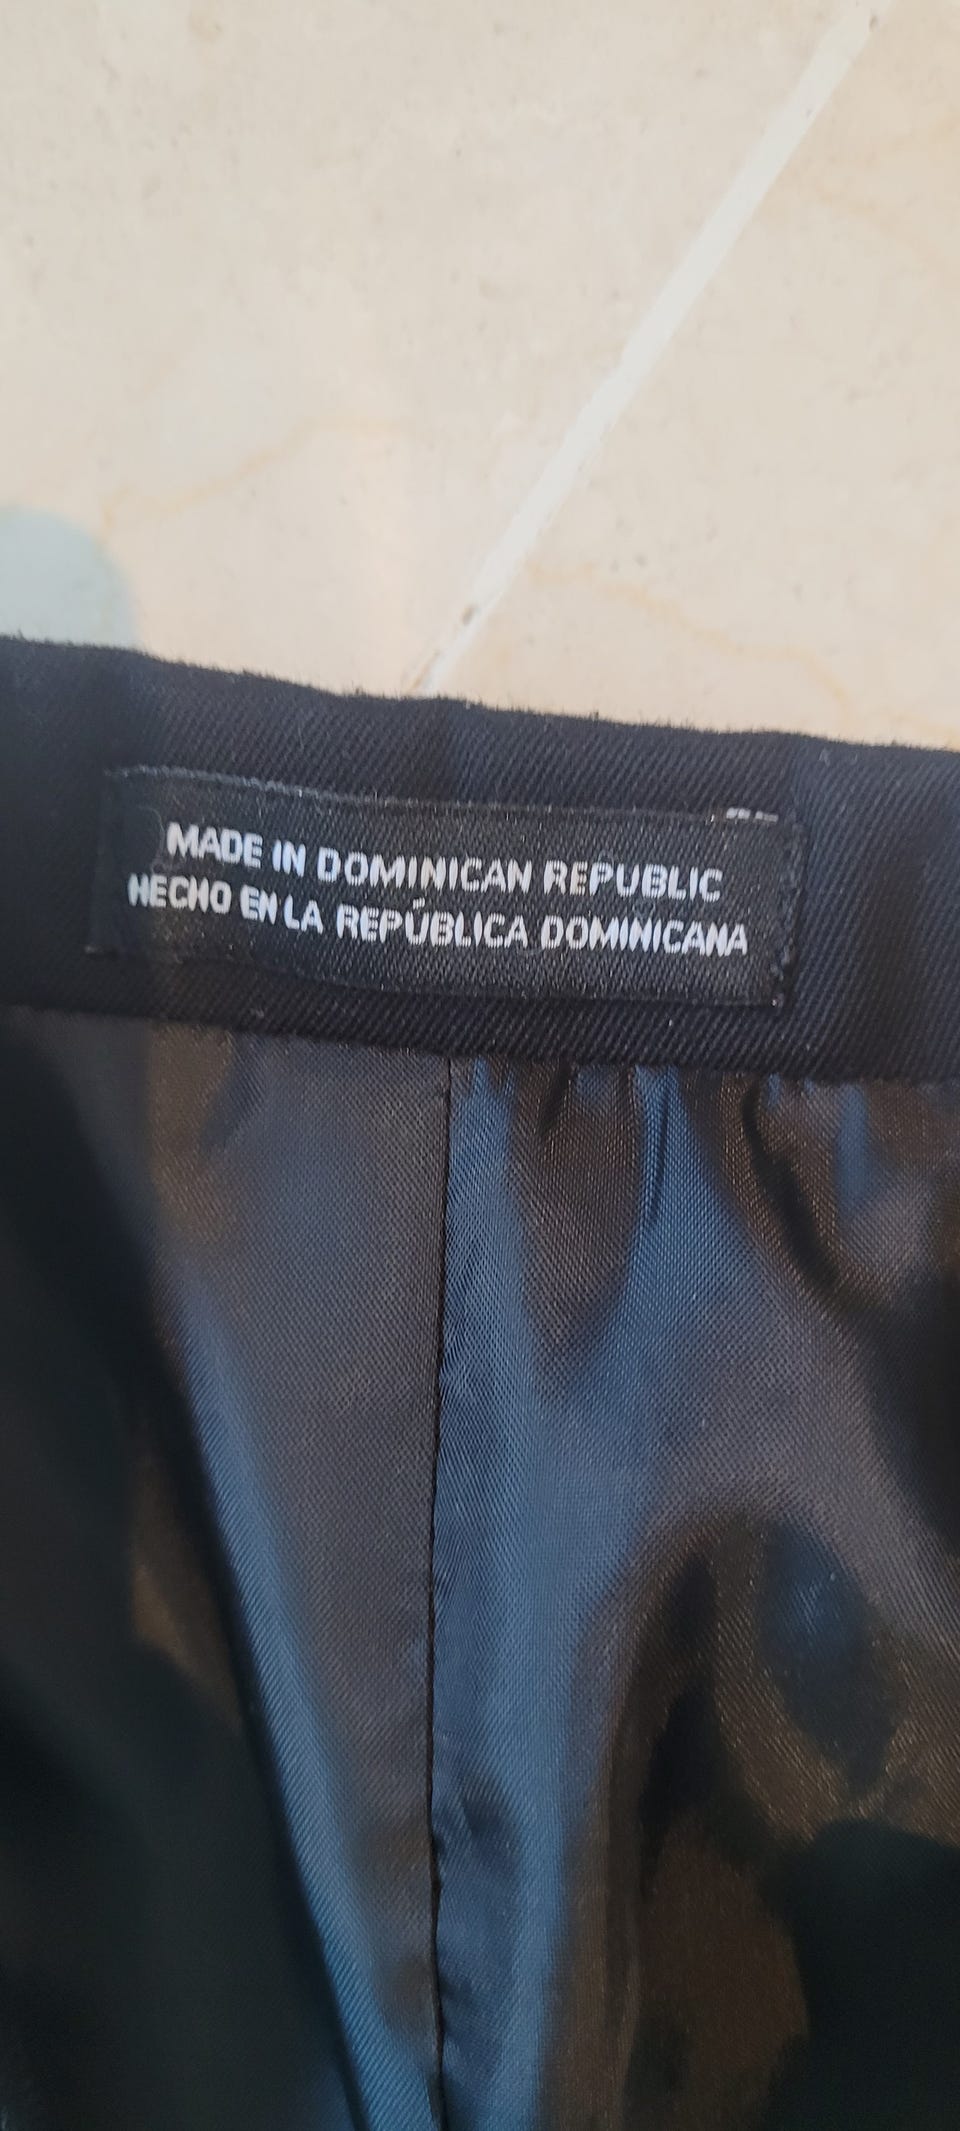 MADE IN DOMINICAN REPUBLIC
HECHO EN LA REPÚBLICA DOMINICANA